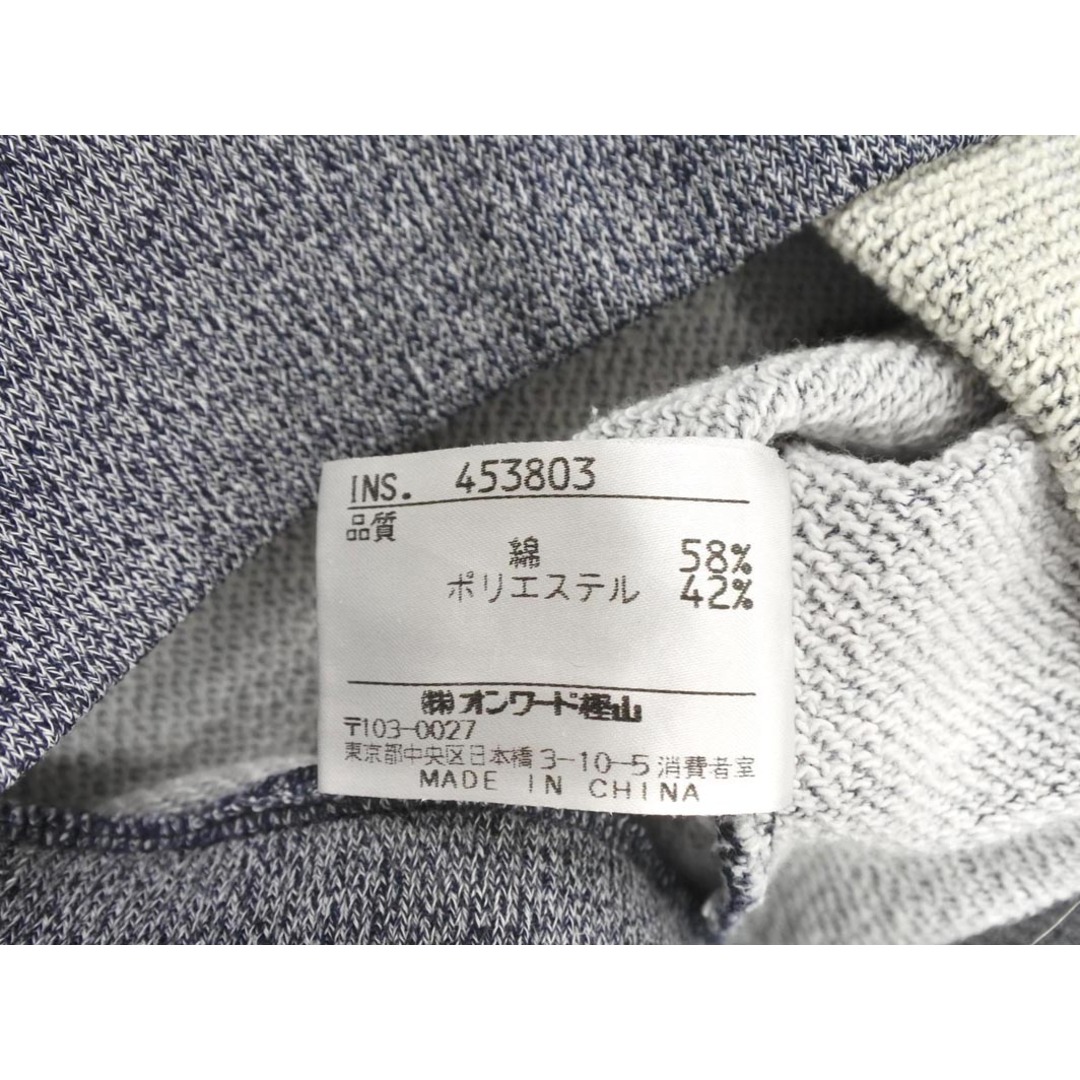 INS. 453803
品質
綿 58%
ポリエステル 42%
㈱オンワード樫山
〒103-0027
東京都中央区日本橋3-10-5消費者室
MADE IN CHINA